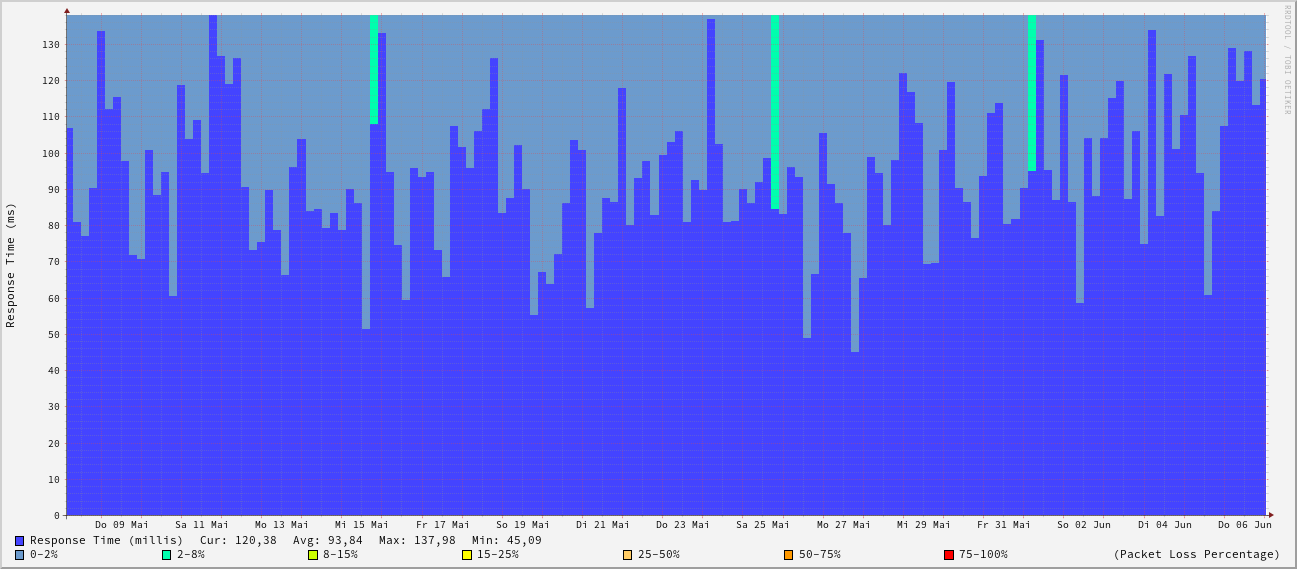 RRDTOOL / TOBI OETIKER
Response Time (ms)
130
120
110
100
90
80
70
60
50
40
30
20
10
0
Do 09 Mai Sa 11 Mai Mo 13 Mai Mi 15 Mai Fr 17 Mai So 19 Mai Di 21 Mai Do 23 Mai Sa 25 Mai Mo 27 Mai Mi 29 Mai Fr 31 Mai So 02 Jun Di 04 Jun Do 06 Jun
Response Time (millis) Cur: 120,38 Avg: 93,84 Max: 137,98 Min: 45,09
0-2% 2-8% 8-15% 15-25% 25-50% 50-75% 75-100% (Packet Loss Percentage)